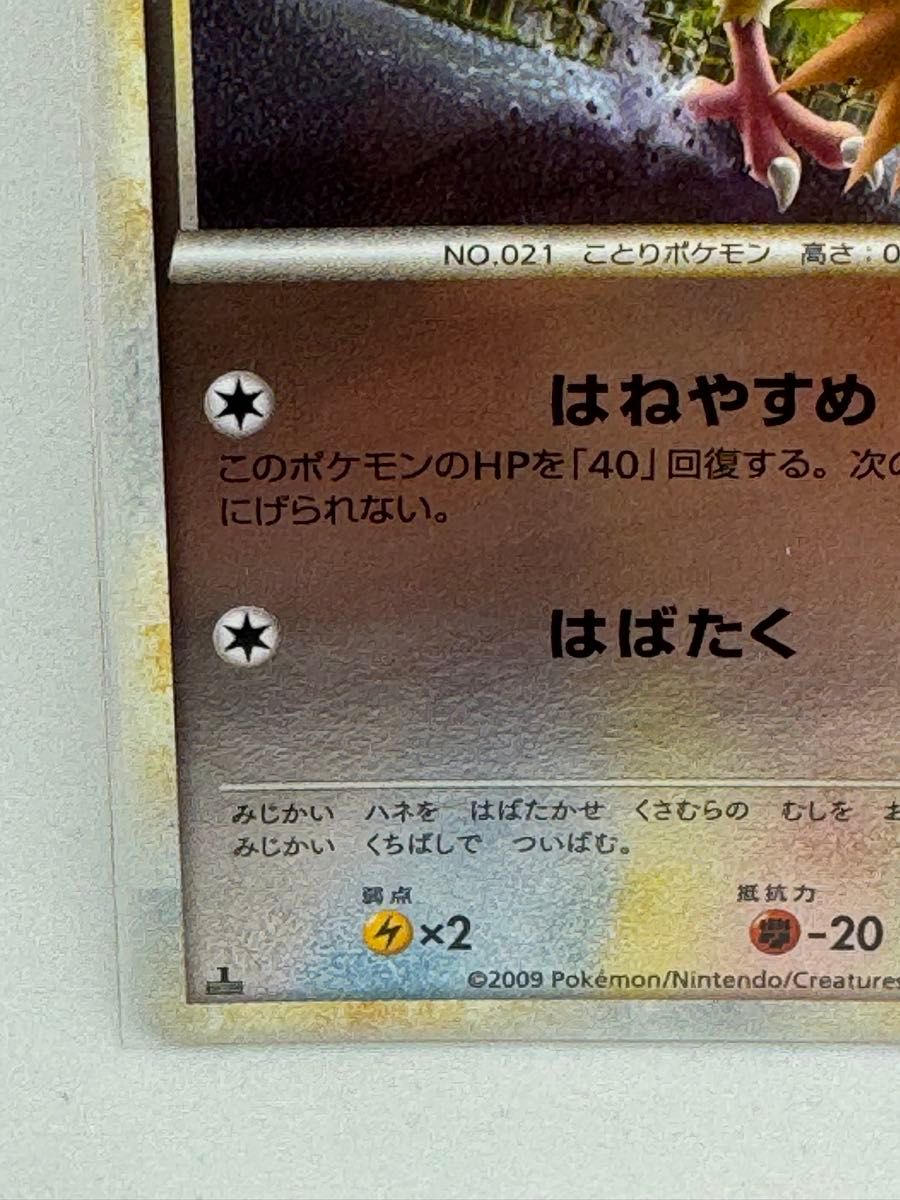 NO.021 ことりポケモン 高さ:0
はねやすめ
このポケモンのHPを「40」回復する。次の
にげられない。
はばたく
みじかい ハネを はばたかせ くさむらの むしを お
みじかい くちばしで ついばむ。
弱点 抵抗力
×2 -20
1 ©2009 Pokémon/Nintendo/Creatures